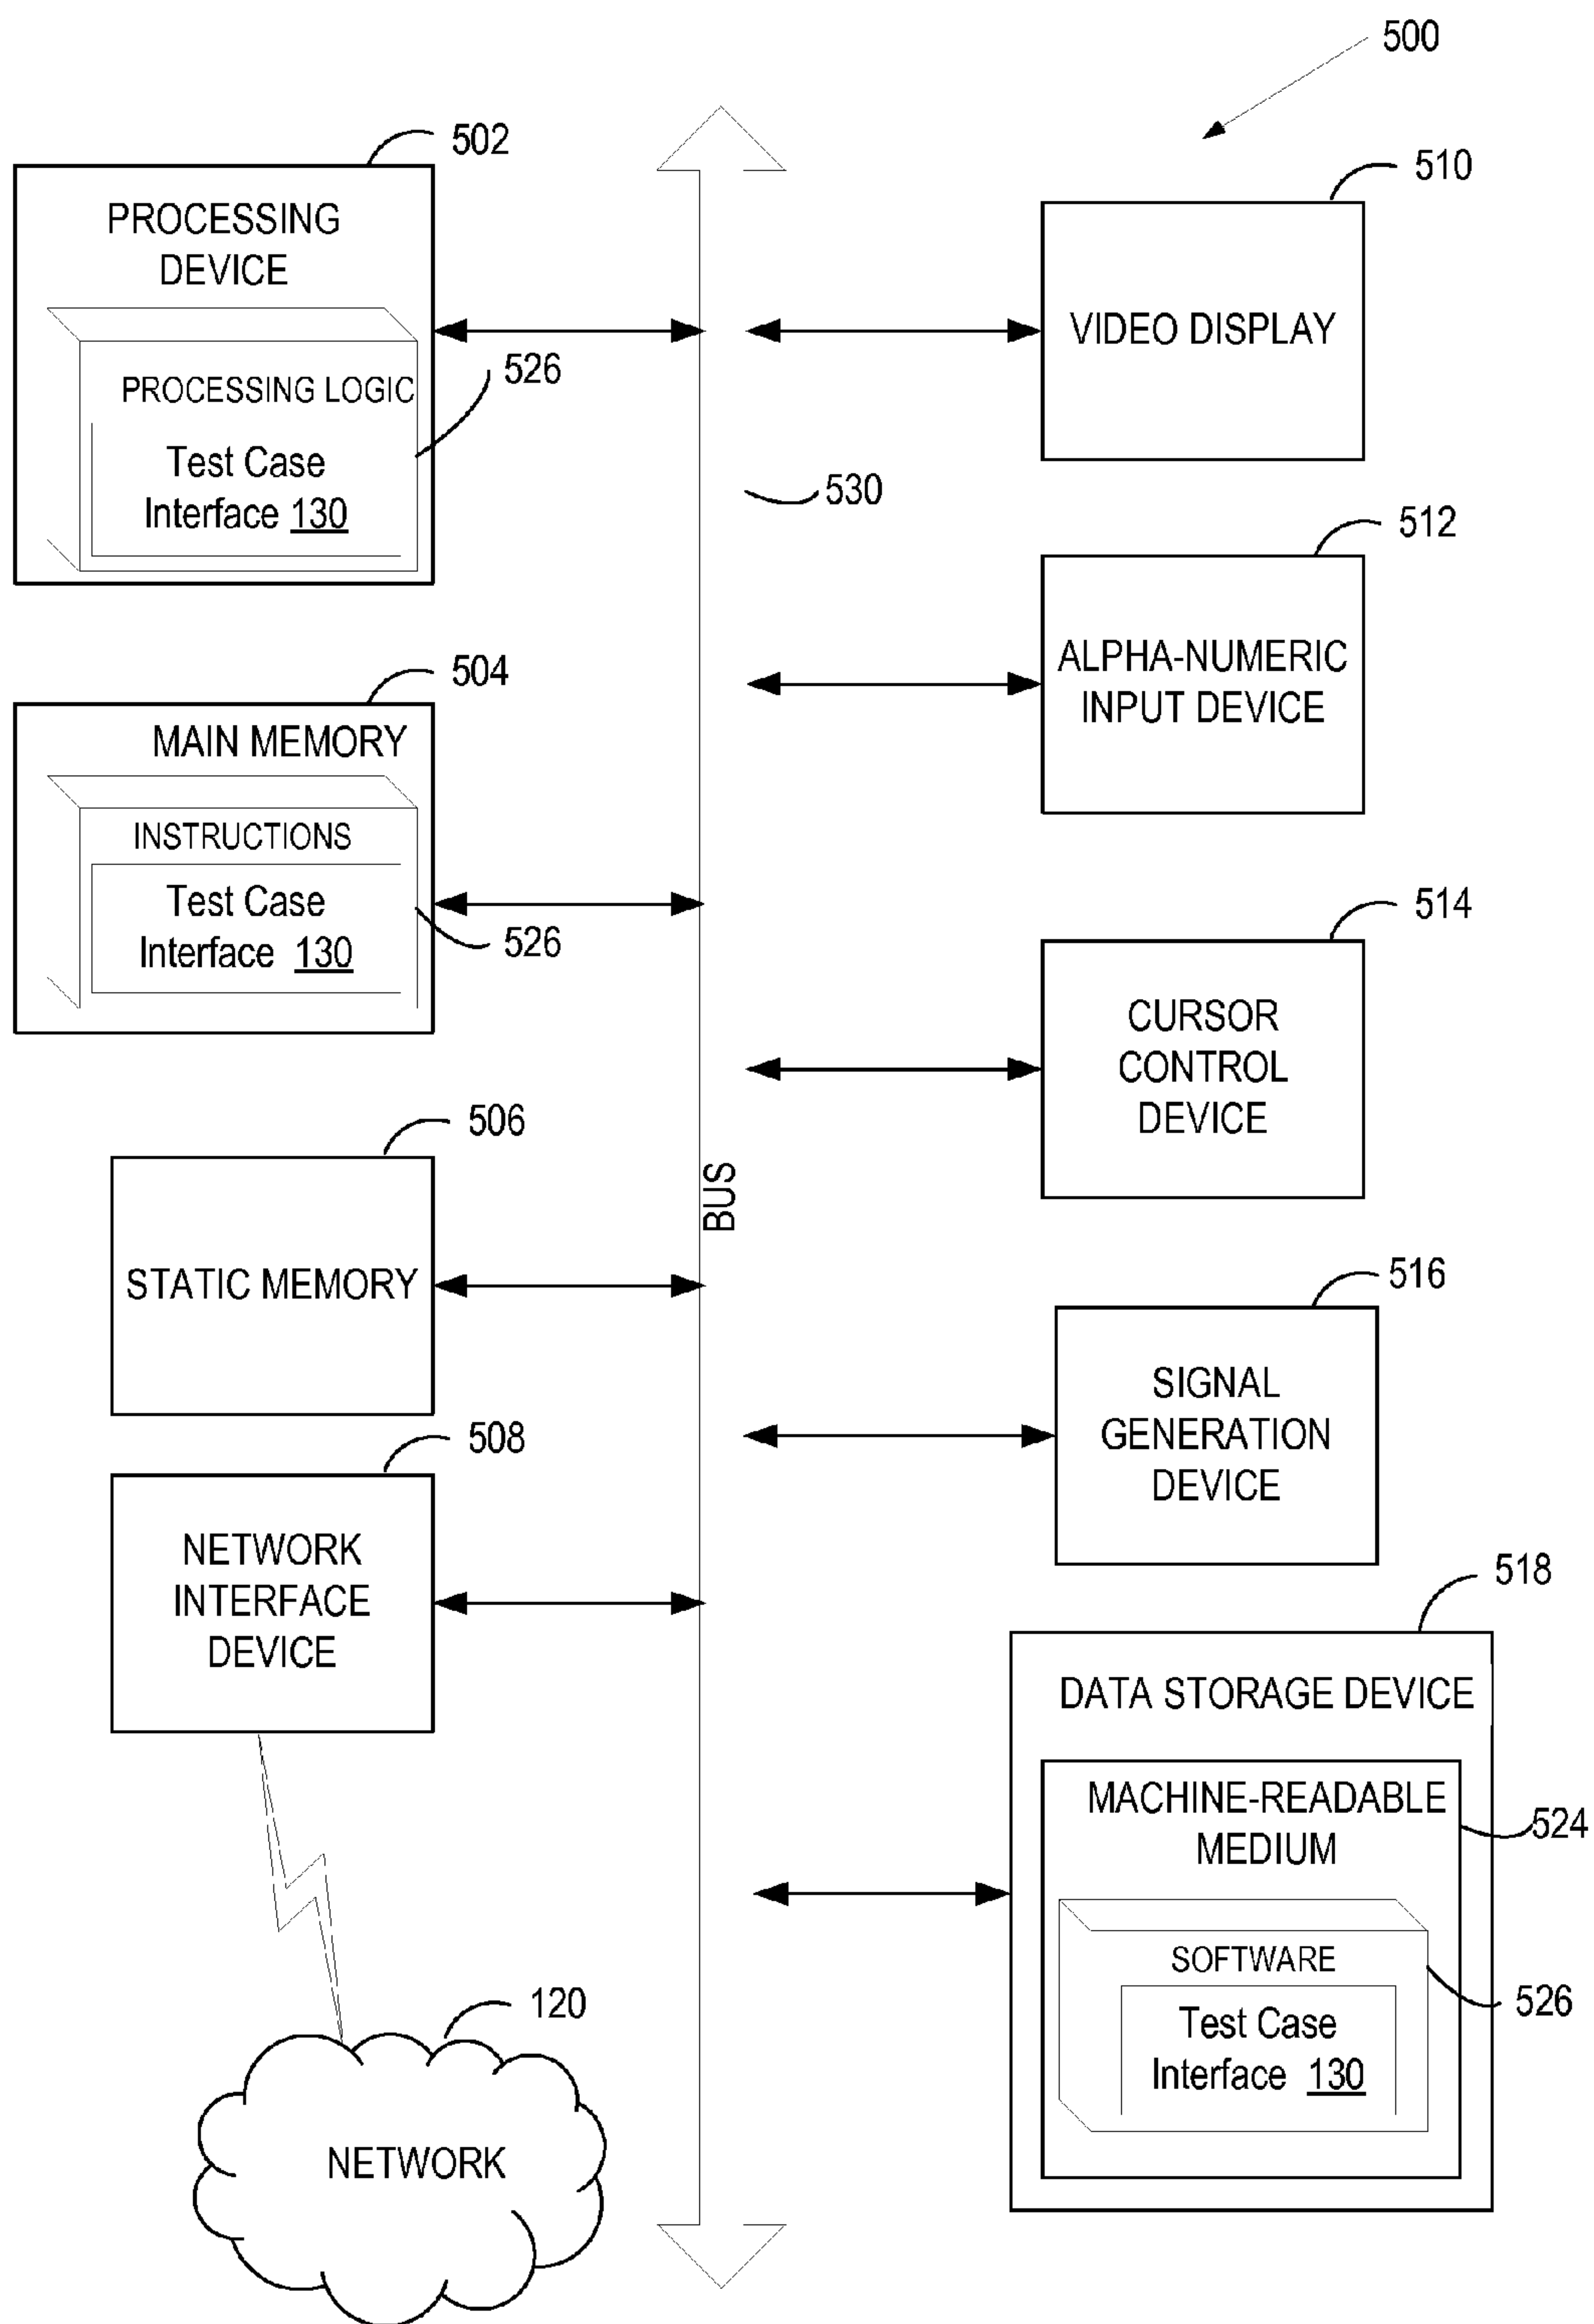 500
502
PROCESSING
DEVICE
PROCESSING LOGIC
Test Case
Interface 130
526
504
MAIN MEMORY
INSTRUCTIONS
Test Case
Interface 130
526
506
STATIC MEMORY
508
NETWORK
INTERFACE
DEVICE
120
NETWORK
BUS
530
510
VIDEO DISPLAY
512
ALPHA-NUMERIC
INPUT DEVICE
514
CURSOR
CONTROL
DEVICE
516
SIGNAL
GENERATION
DEVICE
518
DATA STORAGE DEVICE
MACHINE-READABLE
MEDIUM
524
SOFTWARE
Test Case
Interface 130
526